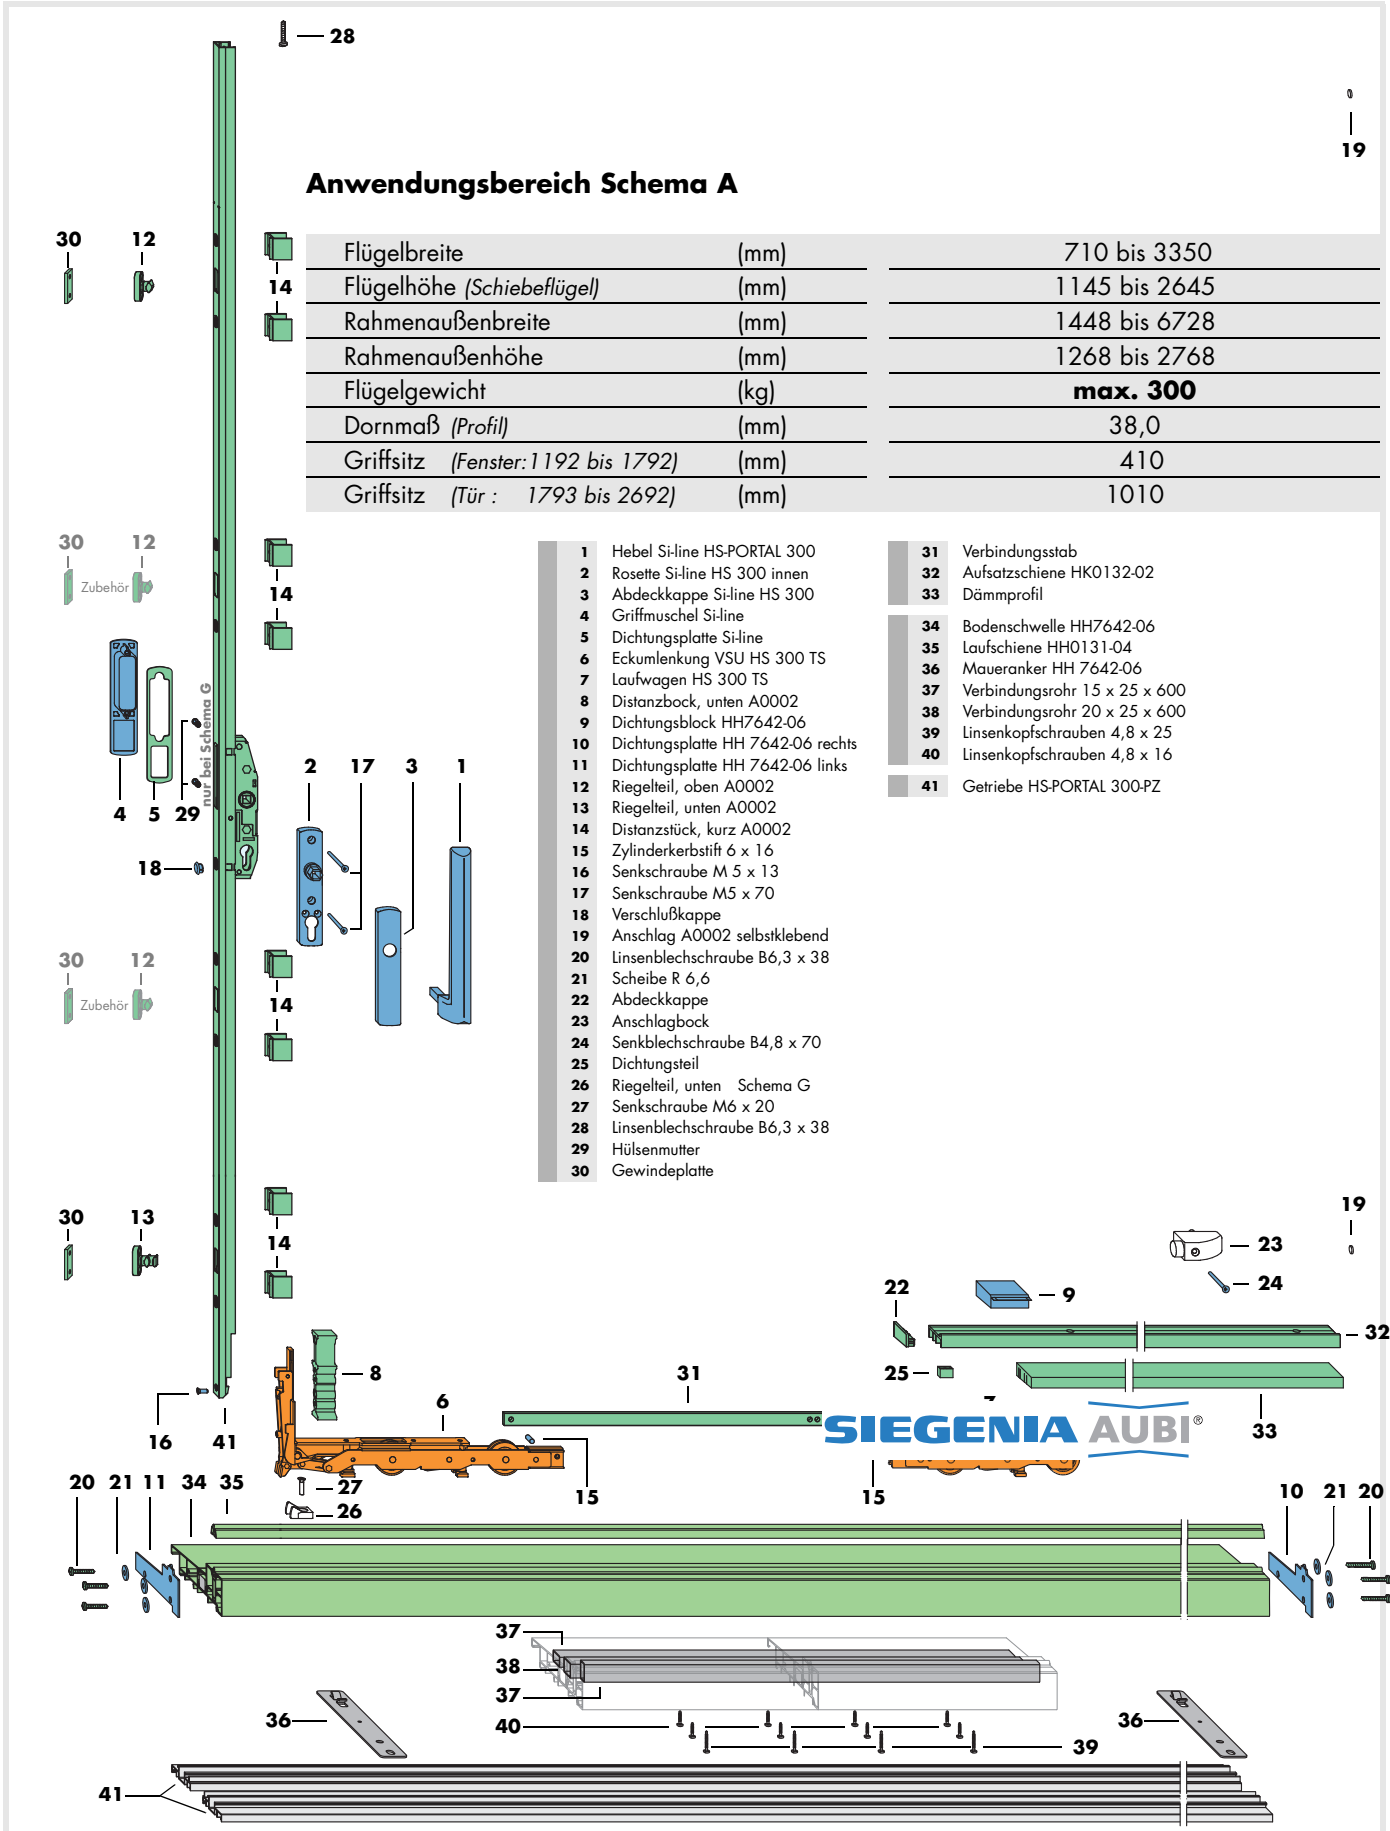 28
19
Anwendungsbereich Schema A
30 12
14
Flügelbreite (mm) 710 bis 3350
Flügelhöhe (Schiebeflügel) (mm) 1145 bis 2645
Rahmenaußenbreite (mm) 1448 bis 6728
Rahmenaußenhöhe (mm) 1268 bis 2768
Flügelgewicht (kg) max. 300
Dornmaß (Profil) (mm) 38,0
Griffsitz (Fenster: 1192 bis 1792) (mm) 410
Griffsitz (Tür : 1793 bis 2692) (mm) 1010
30 12
Zubehör
14
nur bei Schema G
4 5 29
2 17 3 1
18
30 12
Zubehör
14
1 Hebel Si-line HS-PORTAL 300
2 Rosette Si-line HS 300 innen
3 Abdeckkappe Si-line HS 300
4 Griffmuschel Si-line
5 Dichtungsplatte Si-line
6 Eckumlenkung VSU HS 300 TS
7 Laufwagen HS 300 TS
8 Distanzbock, unten A0002
9 Dichtungsblock HH7642-06
10 Dichtungsplatte HH 7642-06 rechts
11 Dichtungsplatte HH 7642-06 links
12 Riegelteil, oben A0002
13 Riegelteil, unten A0002
14 Distanzstück, kurz A0002
15 Zylinderkerbstift 6 x 16
16 Senkschraube M 5 x 13
17 Senkschraube M5 x 70
18 Verschlußkappe
19 Anschlag A0002 selbstklebend
20 Linsenblechschraube B6,3 x 38
21 Scheibe R 6,6
22 Abdeckkappe
23 Anschlagbock
24 Senkblechschraube B4,8 x 70
25 Dichtungsteil
26 Riegelteil, unten Schema G
27 Senkschraube M6 x 20
28 Linsenblechschraube B6,3 x 38
29 Hülsenmutter
30 Gewindeplatte
31 Verbindungsstab
32 Aufsatzschiene HK0132-02
33 Dämmprofil
34 Bodenschwelle HH7642-06
35 Laufschiene HH0131-04
36 Maueranker HH 7642-06
37 Verbindungsrohr 15 x 25 x 600
38 Verbindungsrohr 20 x 25 x 600
39 Linsenkopfschrauben 4,8 x 25
40 Linsenkopfschrauben 4,8 x 16
41 Getriebe HS-PORTAL 300-PZ
30 13
14
19
23
24
22
9
32
25
8
31
6
33
SIEGENIA AUBI®
16 41
27
26
15
15
20 21 11 34 35
10 21 20
37
38
37
36
40
39
36
41